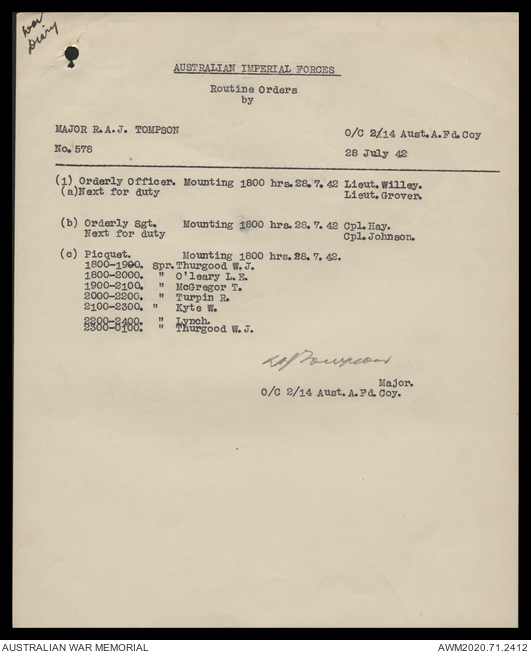 War
Diary
AUSTRALIAN IMPERIAL FORCES
Routine Orders
by
MAJOR R.A.J. TOMPSON O/C 2/14 Aust.A.Fd.Coy
No. 578 28 July 42
(1) Orderly Officer. Mounting 1800 hrs.28.7.42 Lieut.Willey.
(a)Next for duty Lieut.Grover.
(b) Orderly Sgt. Mounting 1800 hrs.28.7.42 Cpl.Hay.
Next for duty Cpl.Johnson.
(c) Picquet. Mounting 1800 hrs.28.7.42.
1800-1900. Spr.Thurgood W.J.
1800-2000. " O'leary L.E.
1900-2100. " McGregor T.
2000-2200. " Turpin R.
2100-2300. " Kyte W.
2200-2400. " Lynch.
2300-0100. " Thurgood W.J.
RAJ Tompson
Major.
O/C 2/14 Aust.A.Fd.Coy.
AUSTRALIAN WAR MEMORIAL AWM2020.71.2412